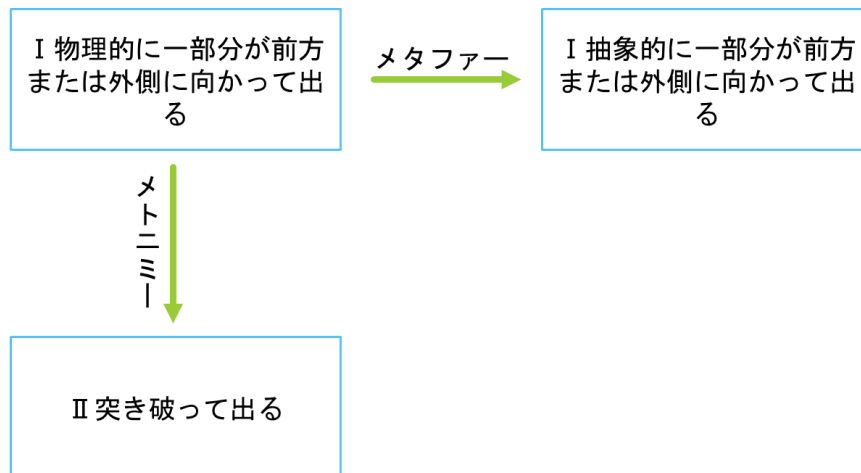 Ⅰ物理的に一部分が前方
または外側に向かって出
る
メタファー
Ⅰ抽象的に一部分が前方
または外側に向かって出
る
メトニミー
Ⅱ突き破って出る